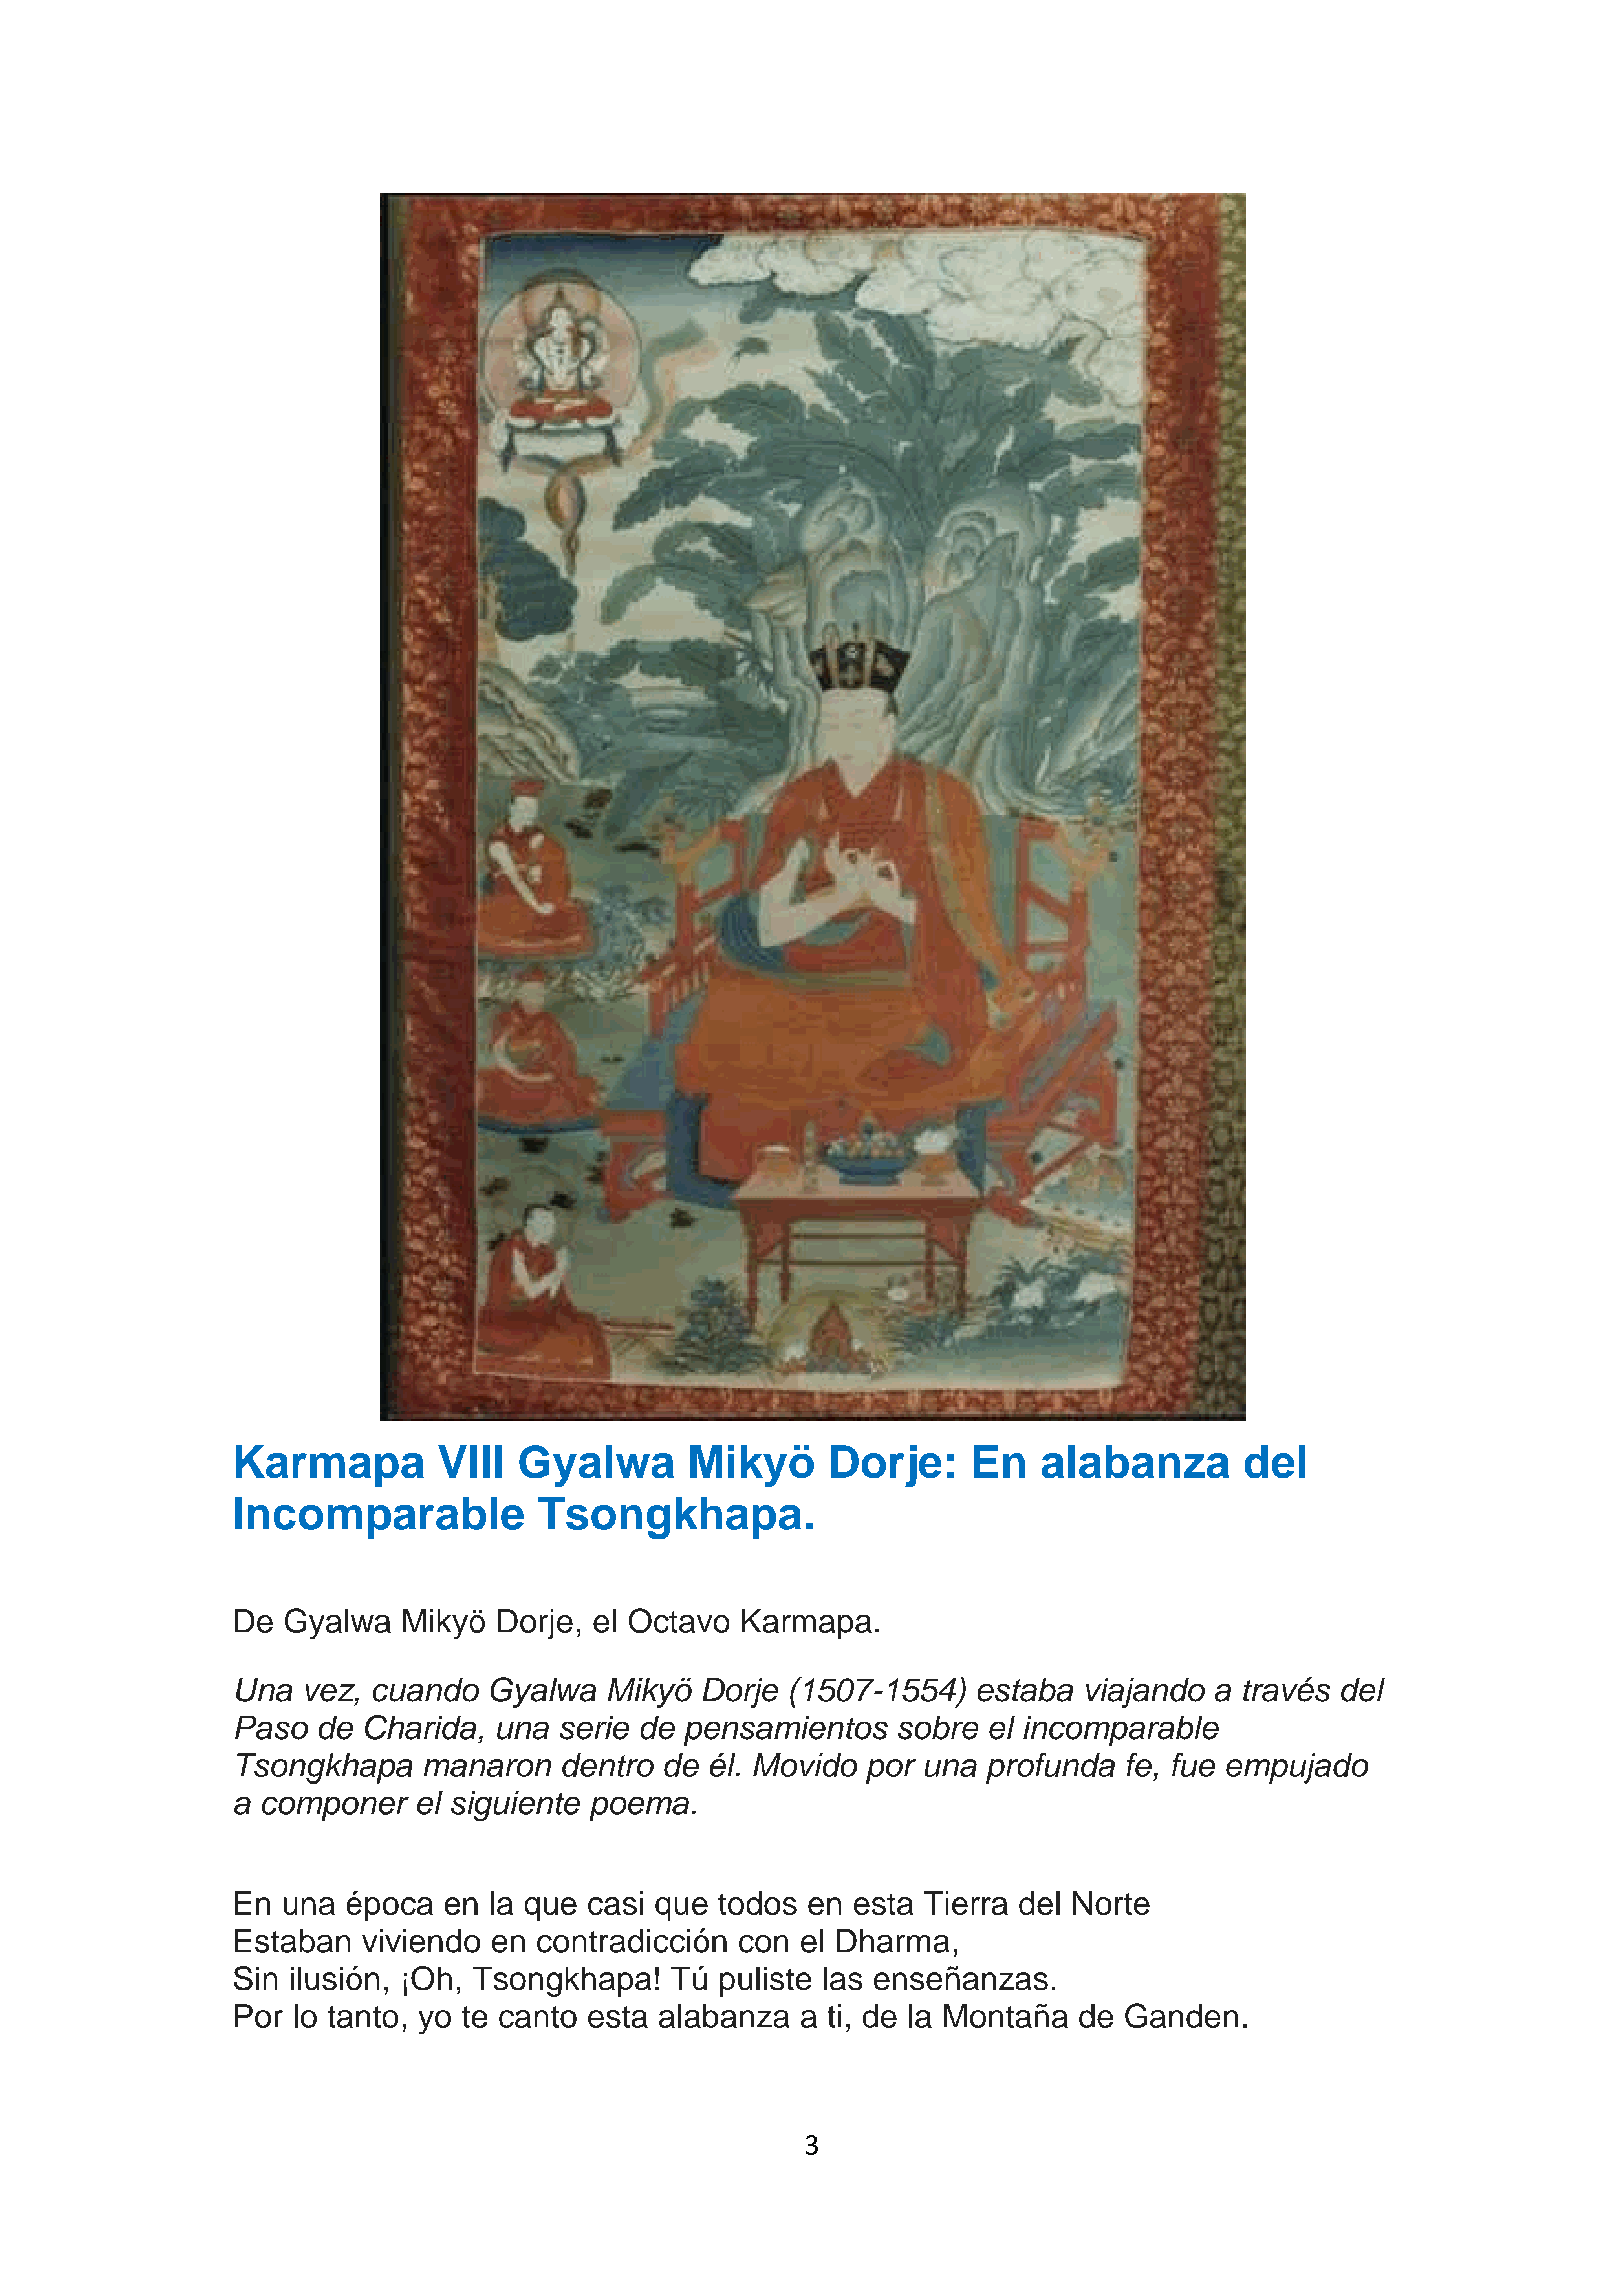 Karmapa VIII Gyalwa Mikyö Dorje: En alabanza del
Incomparable Tsongkhapa.
De Gyalwa Mikyö Dorje, el Octavo Karmapa.
Una vez, cuando Gyalwa Mikyö Dorje (1507-1554) estaba viajando a través del
Paso de Charida, una serie de pensamientos sobre el incomparable
Tsongkhapa manaron dentro de él. Movido por una profunda fe, fue empujado
a componer el siguiente poema.
En una época en la que casi que todos en esta Tierra del Norte
Estaban viviendo en contradicción con el Dharma,
Sin ilusión, ¡Oh, Tsongkhapa! Tú puliste las enseñanzas.
Por lo tanto, yo te canto esta alabanza a ti, de la Montaña de Ganden.
3